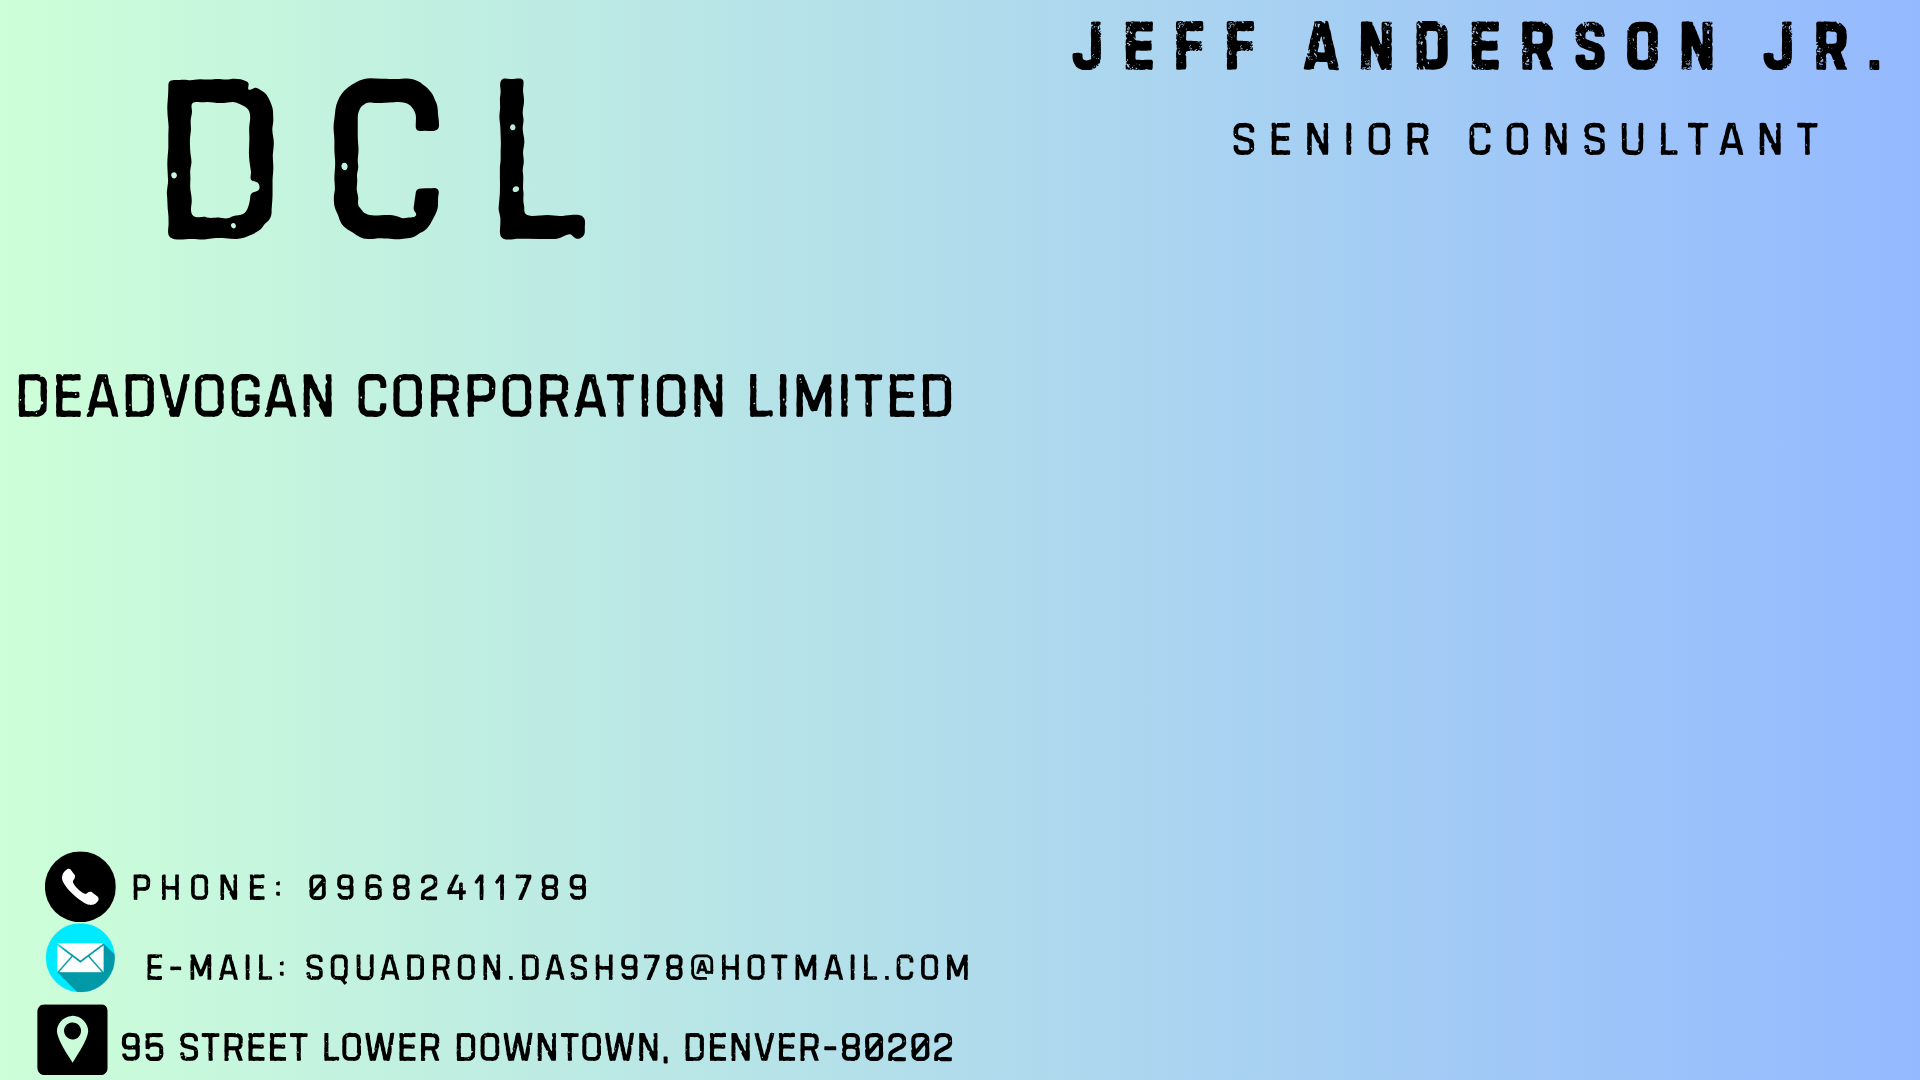 DCL
JEFF ANDERSON JR.
SENIOR CONSULTANT
DEADVOGAN CORPORATION LIMITED
PHONE: 09682411789
E-MAIL: SQUADRON.DASH978@HOTMAIL.COM
95 STREET LOWER DOWNTOWN, DENVER-80202